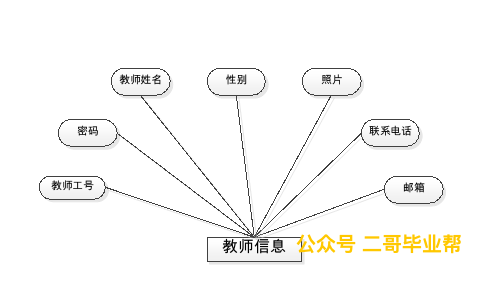 教师姓名
性别
照片
密码
联系电话
教师工号
邮箱
教师信息
公众号 二哥毕业帮